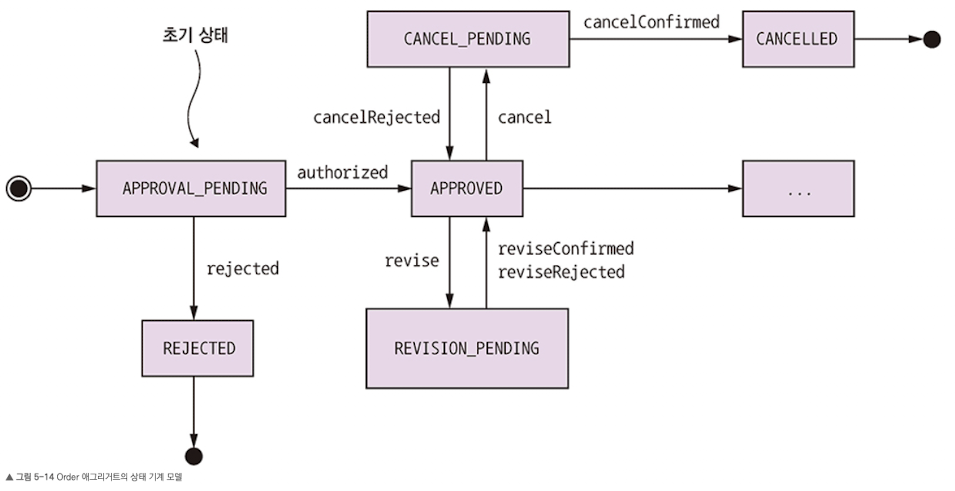 초기 상태
CANCEL_PENDING
cancelConfirmed
CANCELLED
cancelRejected
cancel
APPROVAL_PENDING
authorized
APPROVED
...
rejected
revise
reviseConfirmed
reviseRejected
REJECTED
REVISION_PENDING
▲ 그림 5-14 Order 애그리거트의 상태 기계 모델